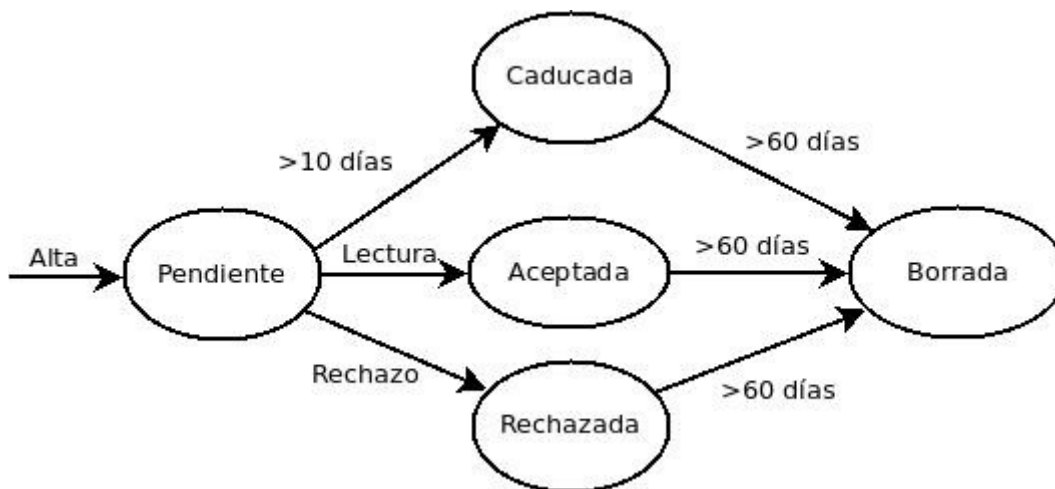 Caducada
>10 días
>60 días
Alta
Pendiente
Lectura
Aceptada
>60 días
Borrada
Rechazo
Rechazada
>60 días